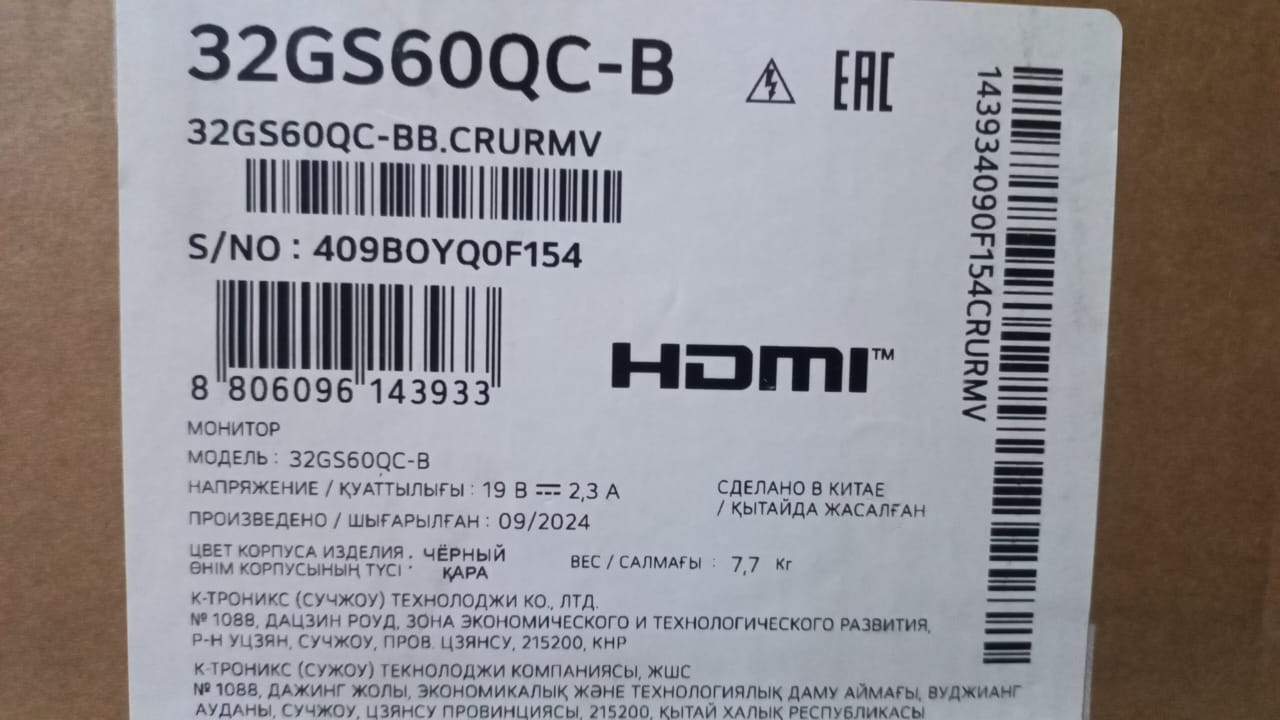 32GS60QC-B
EAC
32GS60QC-BB.CRURMV
S/NO : 409BOYQ0F154
8 806096 143933
HDMI™
143934090F154CRURMV
МОНИТОР
МОДЕЛЬ : 32GS60QC-B
НАПРЯЖЕНИЕ / ҚУАТТЫЛЫҒЫ : 19 В ⎓ 2,3 А
СДЕЛАНО В КИТАЕ
/ ҚЫТАЙДА ЖАСАЛҒАН
ПРОИЗВЕДЕНО / ШЫҒАРЫЛҒАН : 09/2024
ЦВЕТ КОРПУСА ИЗДЕЛИЯ : ЧЁРНЫЙ
ӨНІМ КОРПУСЫНЫҢ ТҮСІ : ҚАРА
ВЕС / САЛМАҒЫ : 7,7 Кг
К-ТРОНИКС (СУЧЖОУ) ТЕХНОЛОДЖИ КО., ЛТД.
№ 1088, ДАЦЗИН РОУД, ЗОНА ЭКОНОМИЧЕСКОГО И ТЕХНОЛОГИЧЕСКОГО РАЗВИТИЯ,
Р-Н УЦЗЯН, СУЧЖОУ, ПРОВ. ЦЗЯНСУ, 215200, КНР
К-ТРОНИКС (СУЖОУ) ТЕКНОЛОДЖИ КОМПАНИЯСЫ, ЖШС
№ 1088, ДАЖИНГ ЖОЛЫ, ЭКОНОМИКАЛЫҚ ЖӘНЕ ТЕХНОЛОГИЯЛЫҚ ДАМУ АЙМАҒЫ, ВУДЖИАНГ
АУДАНЫ, СУЧЖОУ, ЦЗЯНСУ ПРОВИНЦИЯСЫ, 215200, ҚЫТАЙ ХАЛЫҚ РЕСПУБЛИКАСЫ